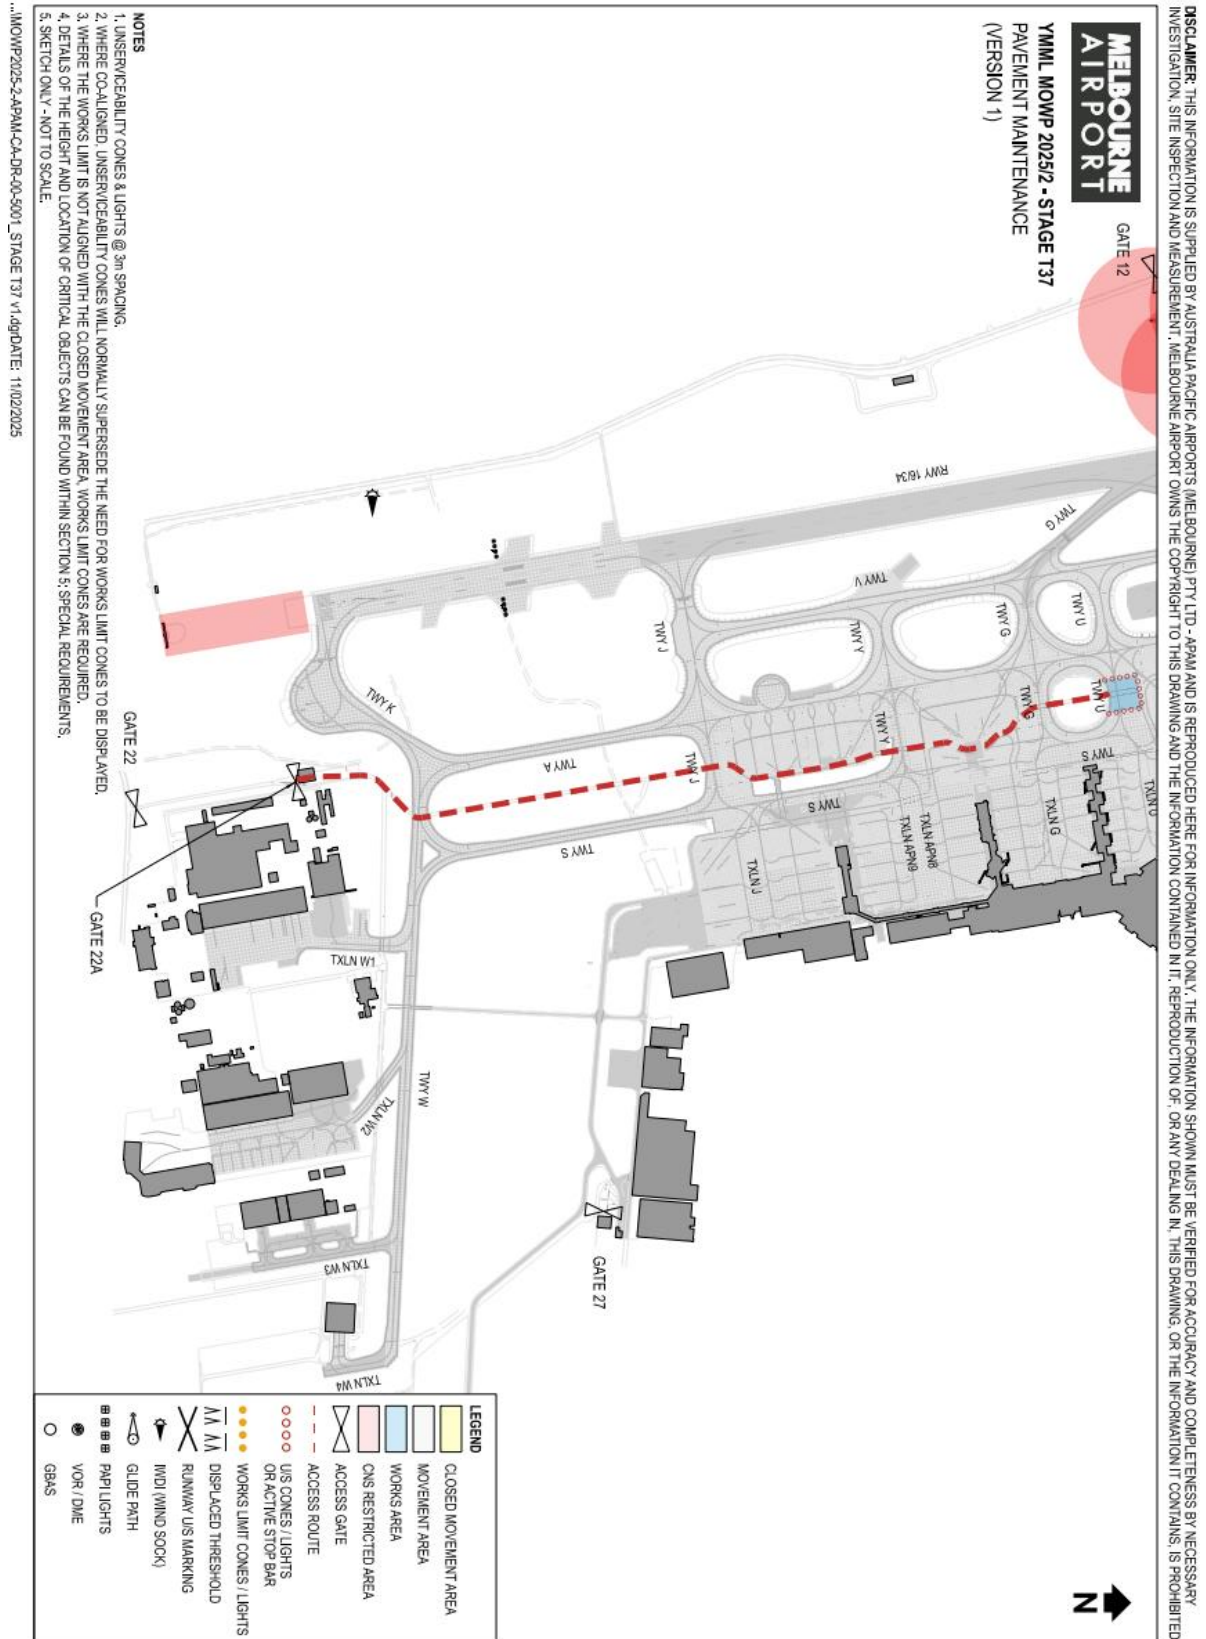 DISCLAIMER: THIS INFORMATION IS SUPPLIED BY AUSTRALIA PACIFIC AIRPORTS (MELBOURNE) PTY LTD - APAM AND IS REPRODUCED HERE FOR INFORMATION ONLY. THE INFORMATION SHOWN MUST BE VERIFIED FOR ACCURACY AND COMPLETENESS BY NECESSARY
INVESTIGATION, SITE INSPECTION AND MEASUREMENT. MELBOURNE AIRPORT OWNS THE COPYRIGHT TO THIS DRAWING AND THE INFORMATION CONTAINED IN IT. REPRODUCTION OF, OR ANY DEALING IN, THIS DRAWING, OR THE INFORMATION IT CONTAINS, IS PROHIBITED
MELBOURNE
AIRPORT
YMML MOWP 2025/2 - STAGE T37
PAVEMENT MAINTENANCE
(VERSION 1)
GATE 12
RWY 16/34
TWY G
TWY V
TWY U
TWY G
TWY Y
TWY J
TWY K
TWY U
TWY G
TWY Y
TWY J
TWY A
TWY S
TWY S
TWY S
TXLN U
TXLN G
TXLN APN8
TXLN APN9
TXLN J
GATE 22
GATE 22A
TXLN W1
TWY W
TXLN W2
TXLN W3
TXLN W4
GATE 27
N
NOTES
1. UNSERVICEABILITY CONES & LIGHTS @ 3m SPACING.
2. WHERE CO-ALIGNED, UNSERVICEABILITY CONES WILL NORMALLY SUPERSEDE THE NEED FOR WORKS LIMIT CONES TO BE DISPLAYED.
3. WHERE THE WORKS LIMIT IS NOT ALIGNED WITH THE CLOSED MOVEMENT AREA, WORKS LIMIT CONES ARE REQUIRED.
4. DETAILS OF THE HEIGHT AND LOCATION OF CRITICAL OBJECTS CAN BE FOUND WITHIN SECTION 5; SPECIAL REQUIREMENTS.
5. SKETCH ONLY - NOT TO SCALE.
LEGEND
CLOSED MOVEMENT AREA
MOVEMENT AREA
WORKS AREA
CNS RESTRICTED AREA
ACCESS GATE
ACCESS ROUTE
U/S CONES / LIGHTS
OR ACTIVE STOP BAR
WORKS LIMIT CONES / LIGHTS
DISPLACED THRESHOLD
RUNWAY U/S MARKING
IWDI (WIND SOCK)
GLIDE PATH
PAPI LIGHTS
VOR / DME
GBAS
...\MOWP2025-2-APAM-CA-DR-00-5001_STAGE T37 v1.dgnDATE: 11/02/2025